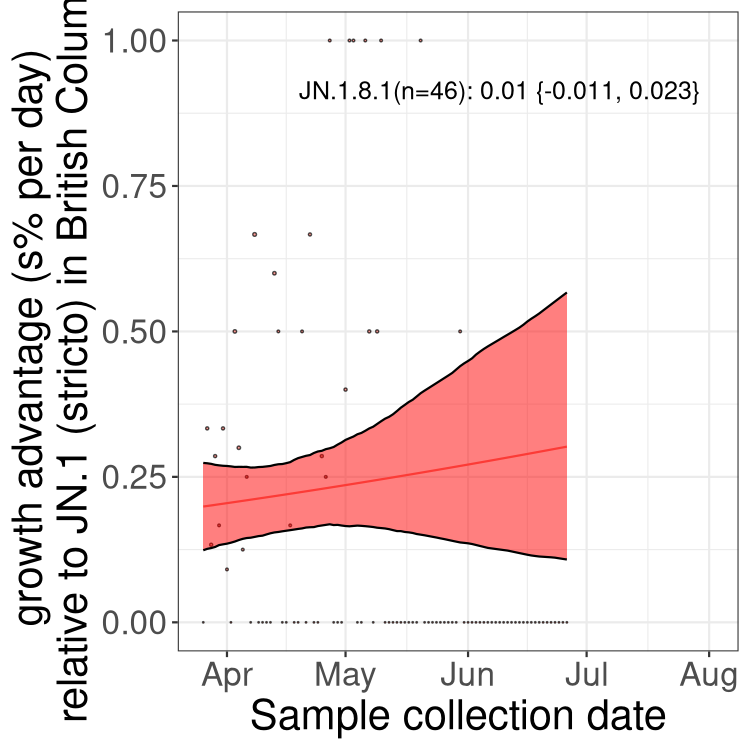 growth advantage (s% per day)
relative to JN.1 (stricto) in British Colum
1.00
0.75
0.50
0.25
0.00
JN.1.8.1(n=46): 0.01 {-0.011, 0.023}
Apr May Jun Jul Aug
Sample collection date